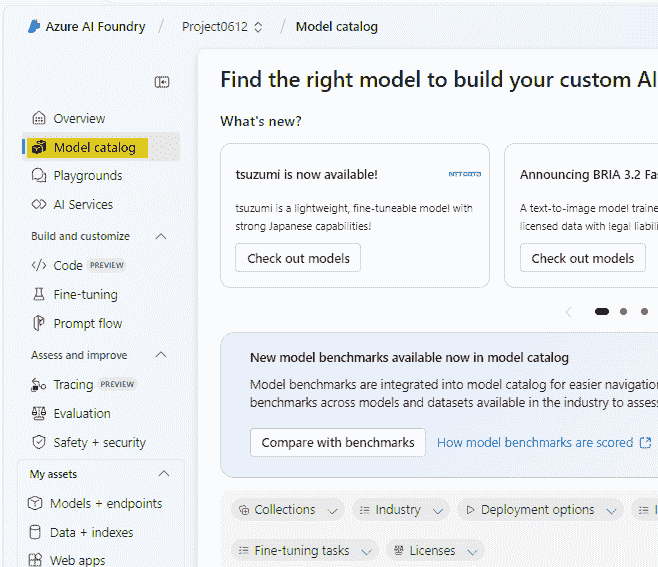 Azure AI Foundry / Project0612 / Model catalog
Find the right model to build your custom AI
Overview
Model catalog
Playgrounds
AI Services
Build and customize
Code PREVIEW
Fine-tuning
Prompt flow
Assess and improve
Tracing PREVIEW
Evaluation
Safety + security
My assets
Models + endpoints
Data + indexes
Web apps
What's new?
tsuzumi is now available!
NTT DATA
tsuzumi is a lightweight, fine-tuneable model with
strong Japanese capabilities!
Check out models
Announcing BRIA 3.2 Fas
A text-to-image model traine
licensed data with legal liabili
Check out models
New model benchmarks available now in model catalog
Model benchmarks are integrated into model catalog for easier navigation
benchmarks across models and datasets available in the industry to asses
Compare with benchmarks
How model benchmarks are scored
Collections
Industry
Deployment options
Fine-tuning tasks
Licenses